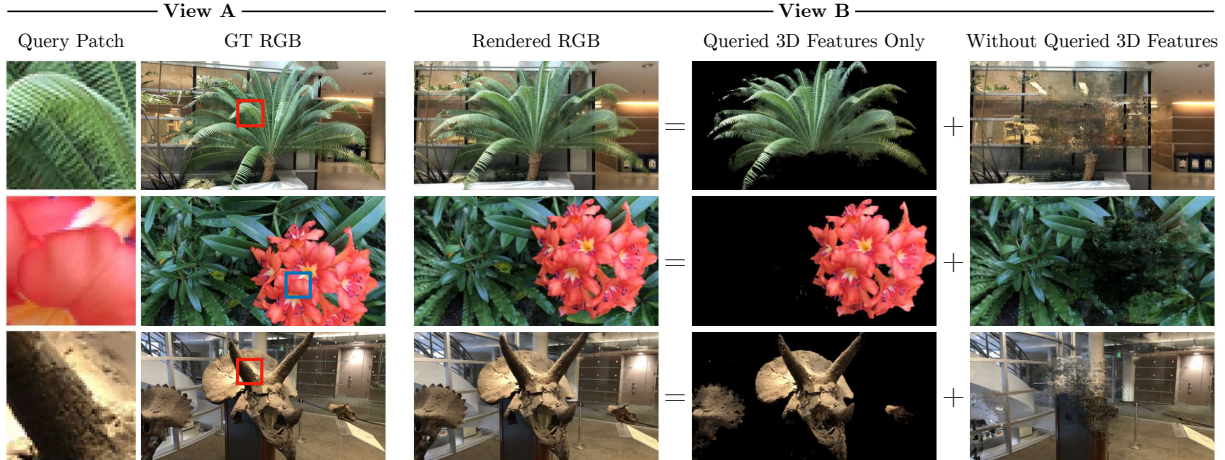 View A
View B
Query Patch
GT RGB
Rendered RGB
Queried 3D Features Only
Without Queried 3D Features
= +
= +
= +